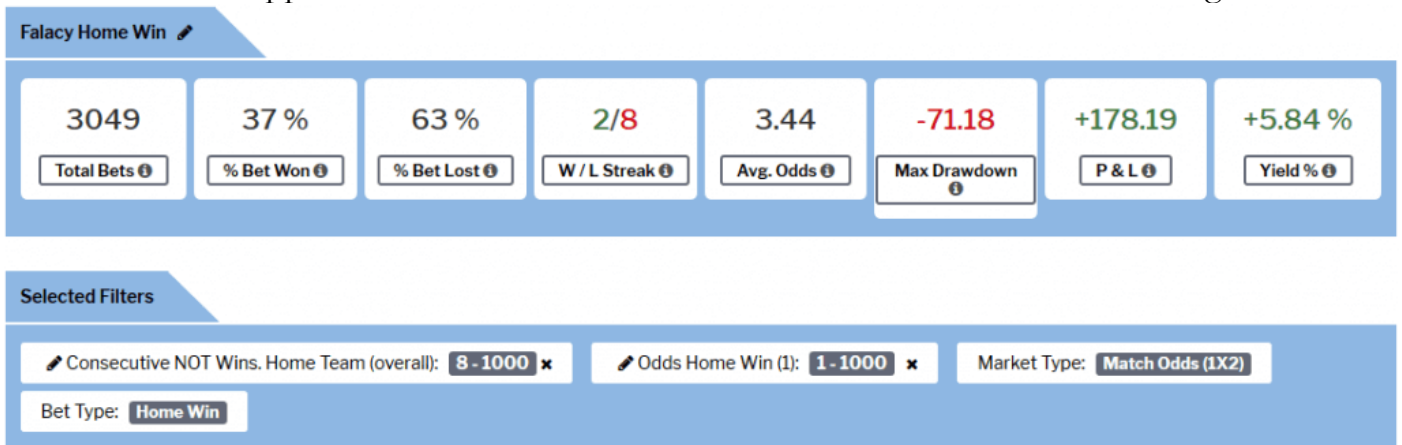 Falacy Home Win
3049 37 % 63 % 2/8 3.44 -71.18 +178.19 +5.84 %
Total Bets % Bet Won % Bet Lost W / L Streak Avg. Odds Max Drawdown P & L Yield %
Selected Filters
Consecutive NOT Wins. Home Team (overall): 8 - 1000 × Odds Home Win (1): 1 - 1000 × Market Type: Match Odds (1X2)
Bet Type: Home Win